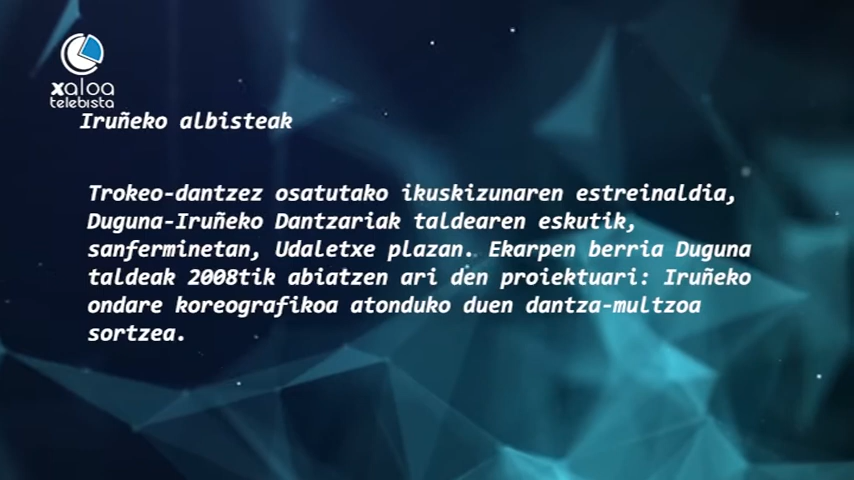 xaloa
telebista
Iruñeko albisteak
Trokeo-dantzez osatutako ikuskizunaren estreinaldia,
Duguna-Iruñeko Dantzariak taldearen eskutik,
sanferminetan, Udaletxe plazan. Ekarpen berria Duguna
taldeak 2008tik abiatzen ari den proiektuari: Iruñeko
ondare koreografikoa atonduko duen dantza-multzoa
sortzea.